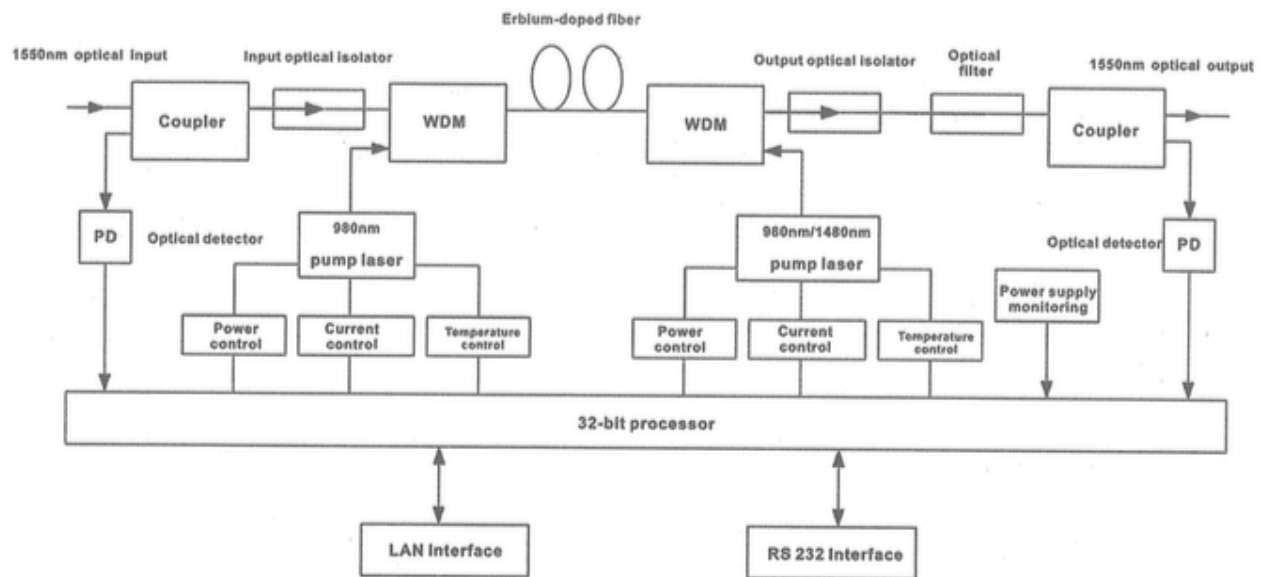 Erbium-doped fiber
1550nm optical input
Input optical isolator
Output optical isolator
Optical
filter
1550nm optical output
Coupler
WDM
WDM
Coupler
PD
Optical detector
980nm
pump laser
980nm/1480nm
pump laser
Optical detector
PD
Power
control
Current
control
Temperature
control
Power
control
Current
control
Temperature
control
Power supply
monitoring
32-bit processor
LAN Interface
RS 232 Interface